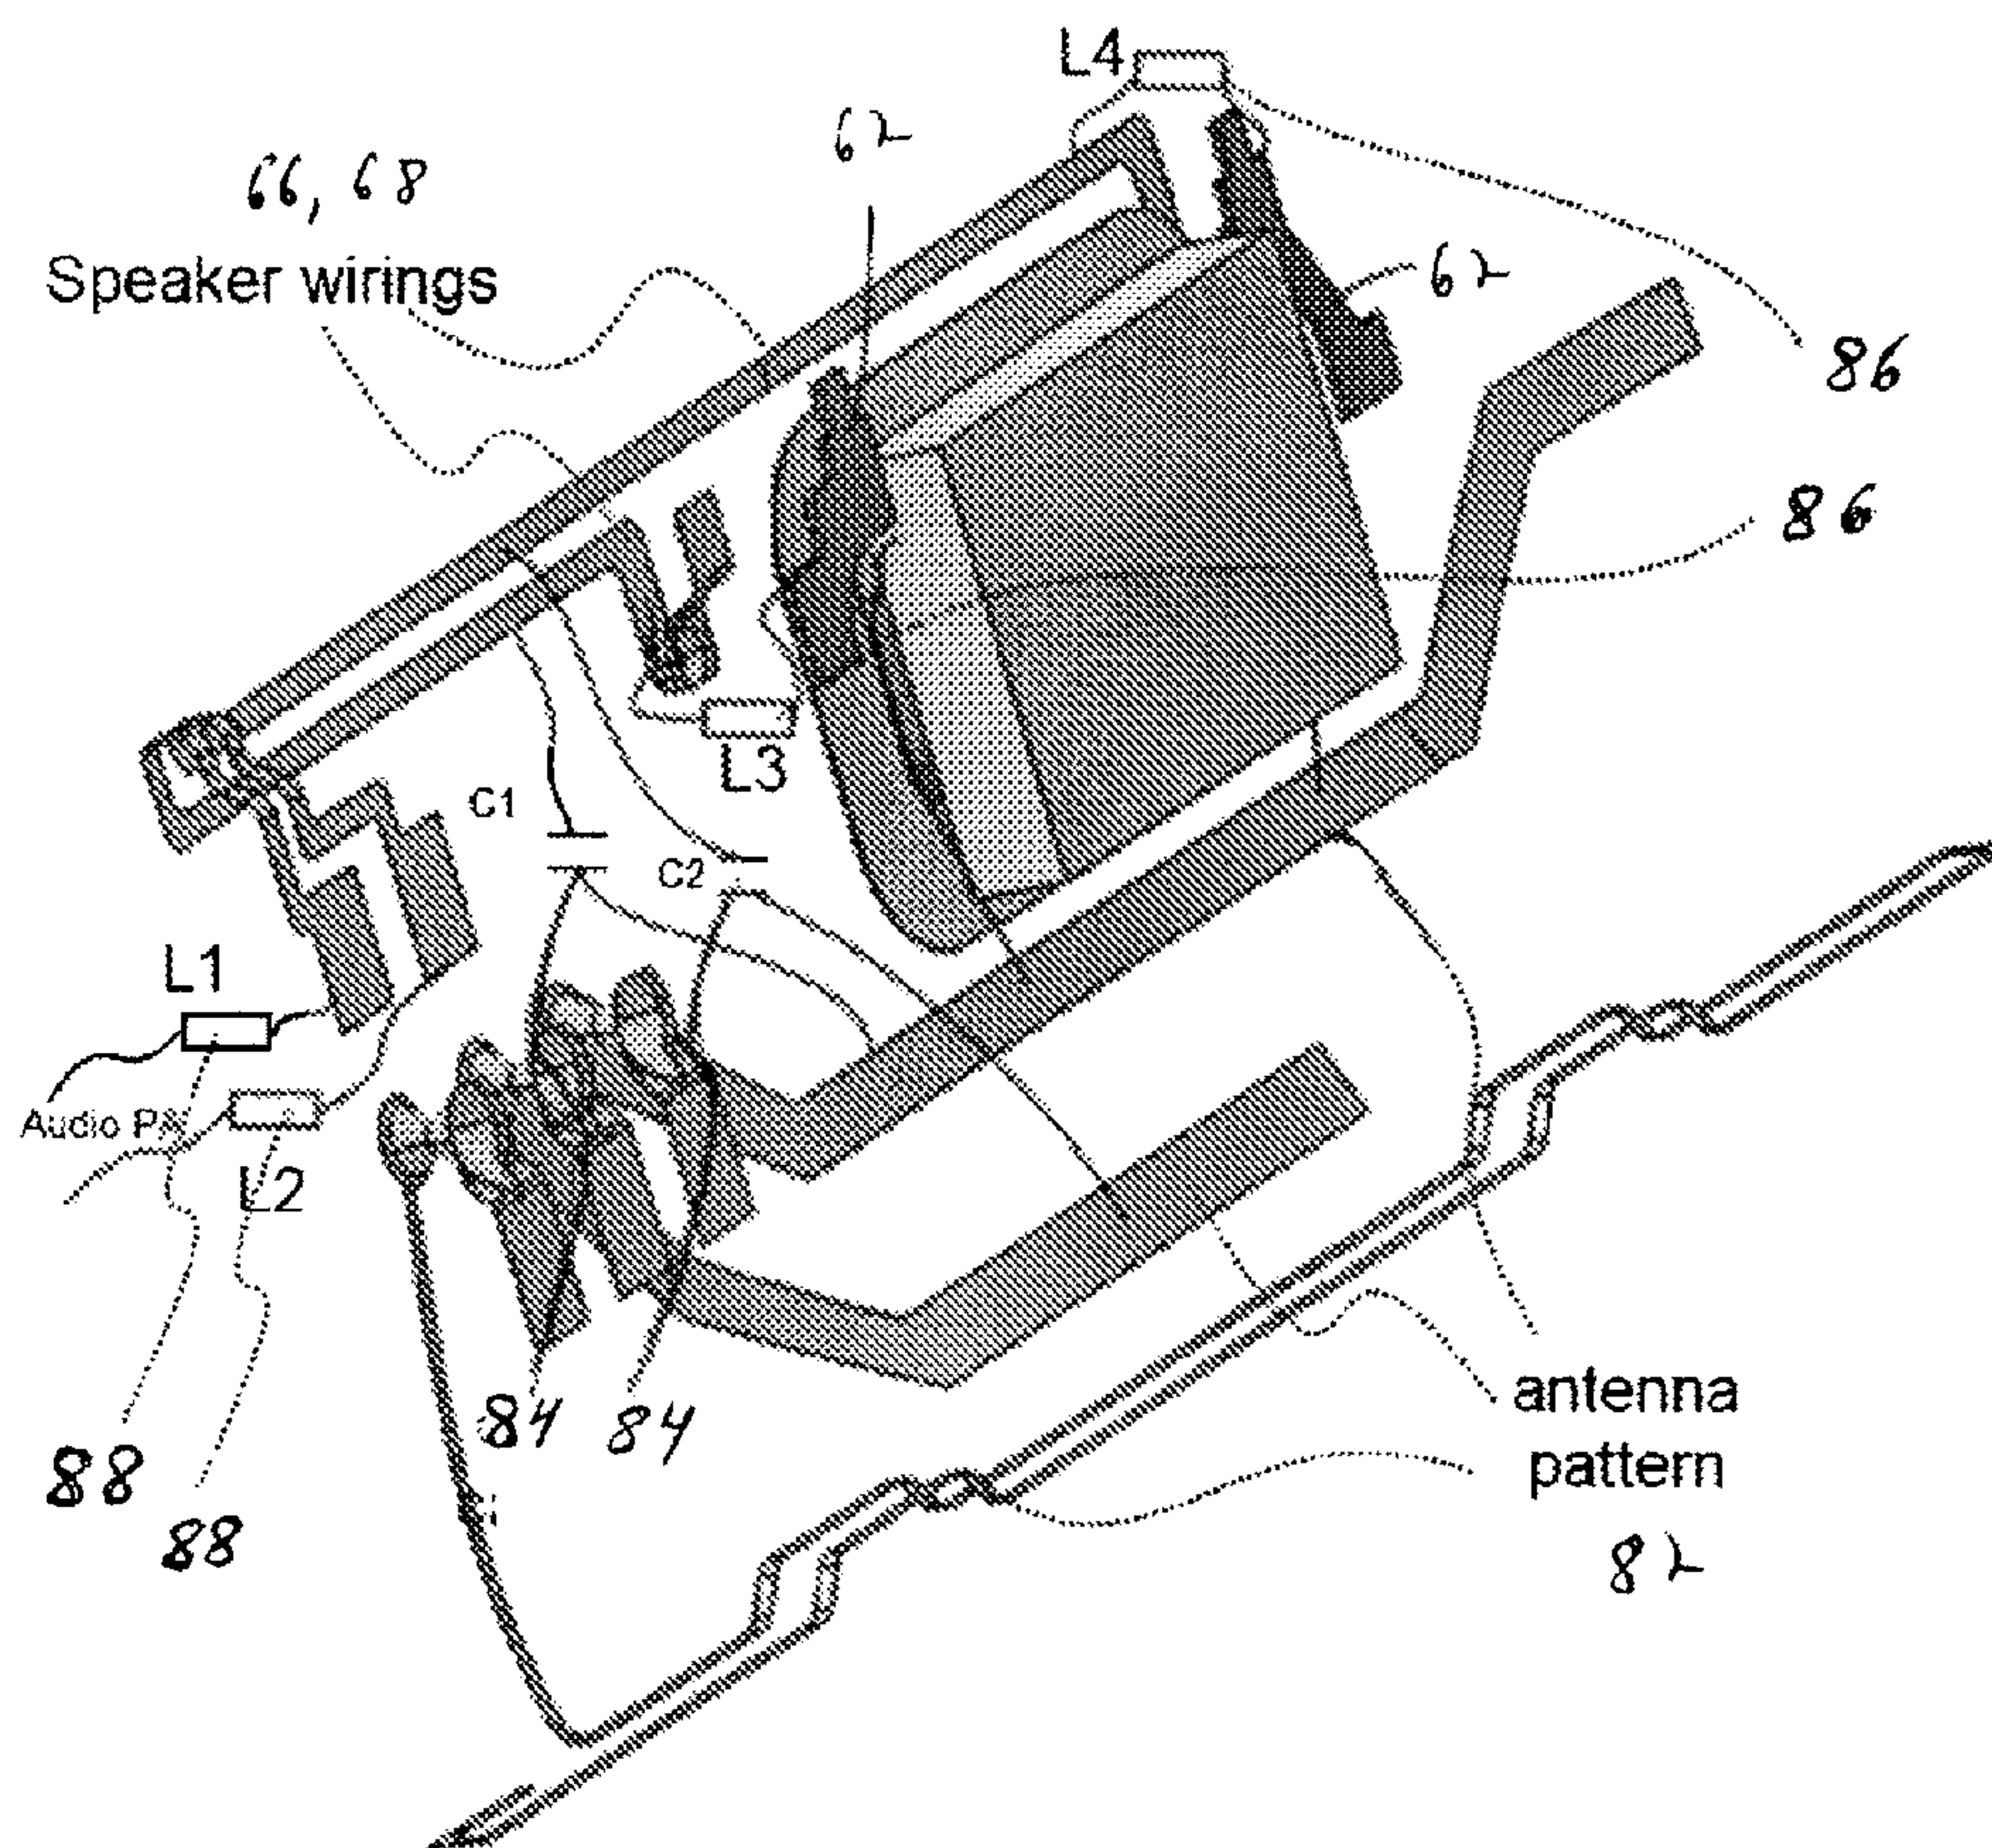 L4
62
66, 68
Speaker wirings
62
86
86
L3
C1
C2
L1
Audio PA
L2
84 84
antenna
pattern
88
88
82